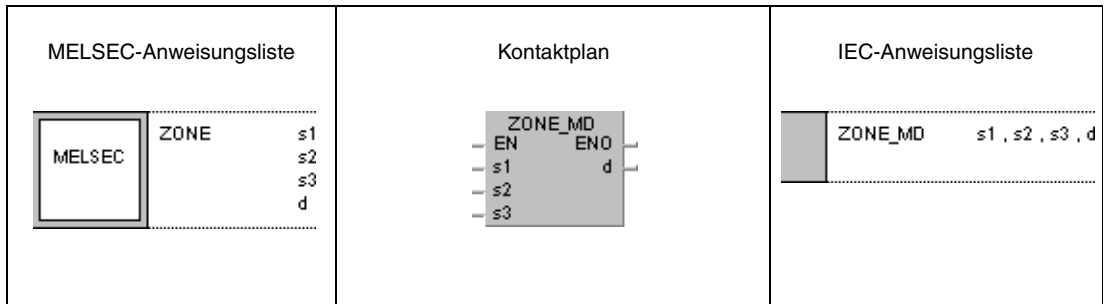 MELSEC-Anweisungsliste
MELSEC
ZONE s1
s2
s3
d
Kontaktplan
ZONE_MD
EN ENO
s1 d
s2
s3
IEC-Anweisungsliste
ZONE_MD s1 , s2 , s3 , d